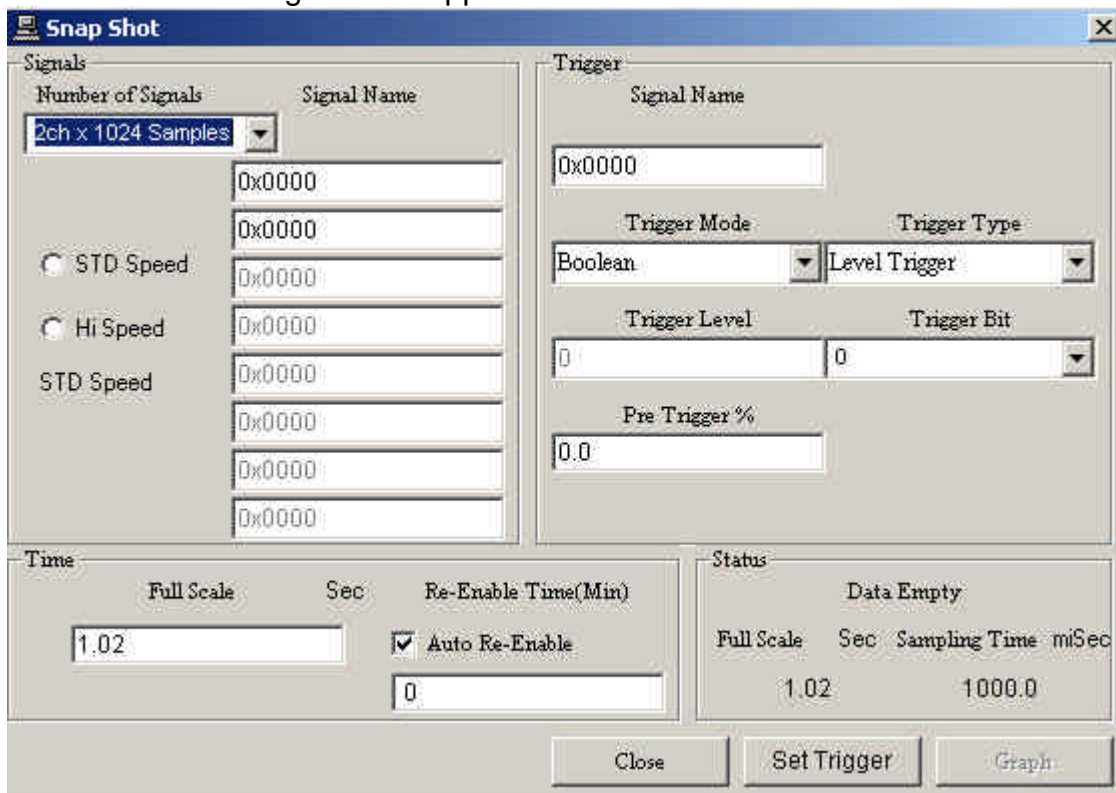 Snap Shot
Signals
Number of Signals Signal Name
2ch x 1024 Samples
0x0000
0x0000
STD Speed
0x0000
Hi Speed
0x0000
STD Speed
0x0000
0x0000
0x0000
0x0000
Trigger
Signal Name
0x0000
Trigger Mode Trigger Type
Boolean Level Trigger
Trigger Level Trigger Bit
0 0
Pre Trigger %
0.0
Time
Full Scale Sec Re-Enable Time(Min)
1.02 Auto Re-Enable
0
Status
Data Empty
Full Scale Sec Sampling Time miSec
1.02 1000.0
Close Set Trigger Graph